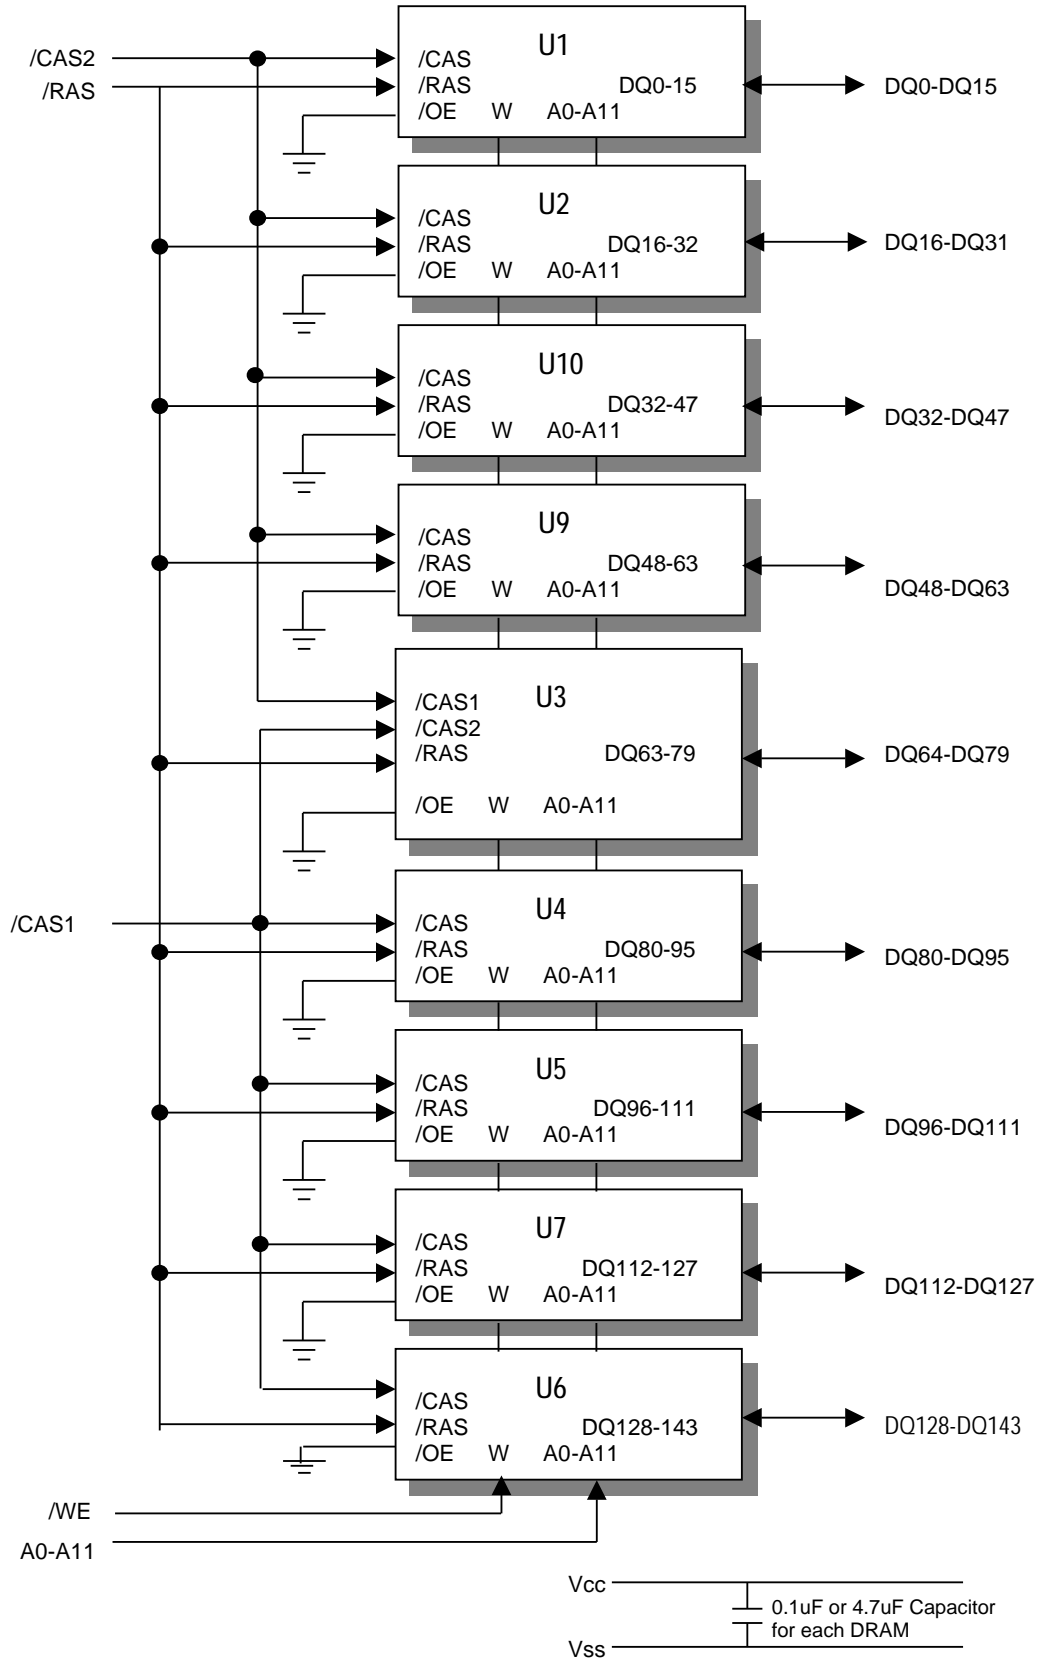 /CAS2
/RAS
U1
/CAS
/RAS DQ0-15
/OE W A0-A11
DQ0-DQ15
U2
/CAS
/RAS DQ16-32
/OE W A0-A11
DQ16-DQ31
U10
/CAS
/RAS DQ32-47
/OE W A0-A11
DQ32-DQ47
U9
/CAS
/RAS DQ48-63
/OE W A0-A11
DQ48-DQ63
U3
/CAS1
/CAS2
/RAS DQ63-79
/OE W A0-A11
DQ64-DQ79
/CAS1
U4
/CAS
/RAS DQ80-95
/OE W A0-A11
DQ80-DQ95
U5
/CAS
/RAS DQ96-111
/OE W A0-A11
DQ96-DQ111
U7
/CAS
/RAS DQ112-127
/OE W A0-A11
DQ112-DQ127
U6
/CAS
/RAS DQ128-143
/OE W A0-A11
DQ128-DQ143
/WE
A0-A11
Vcc
0.1uF or 4.7uF Capacitor
for each DRAM
Vss